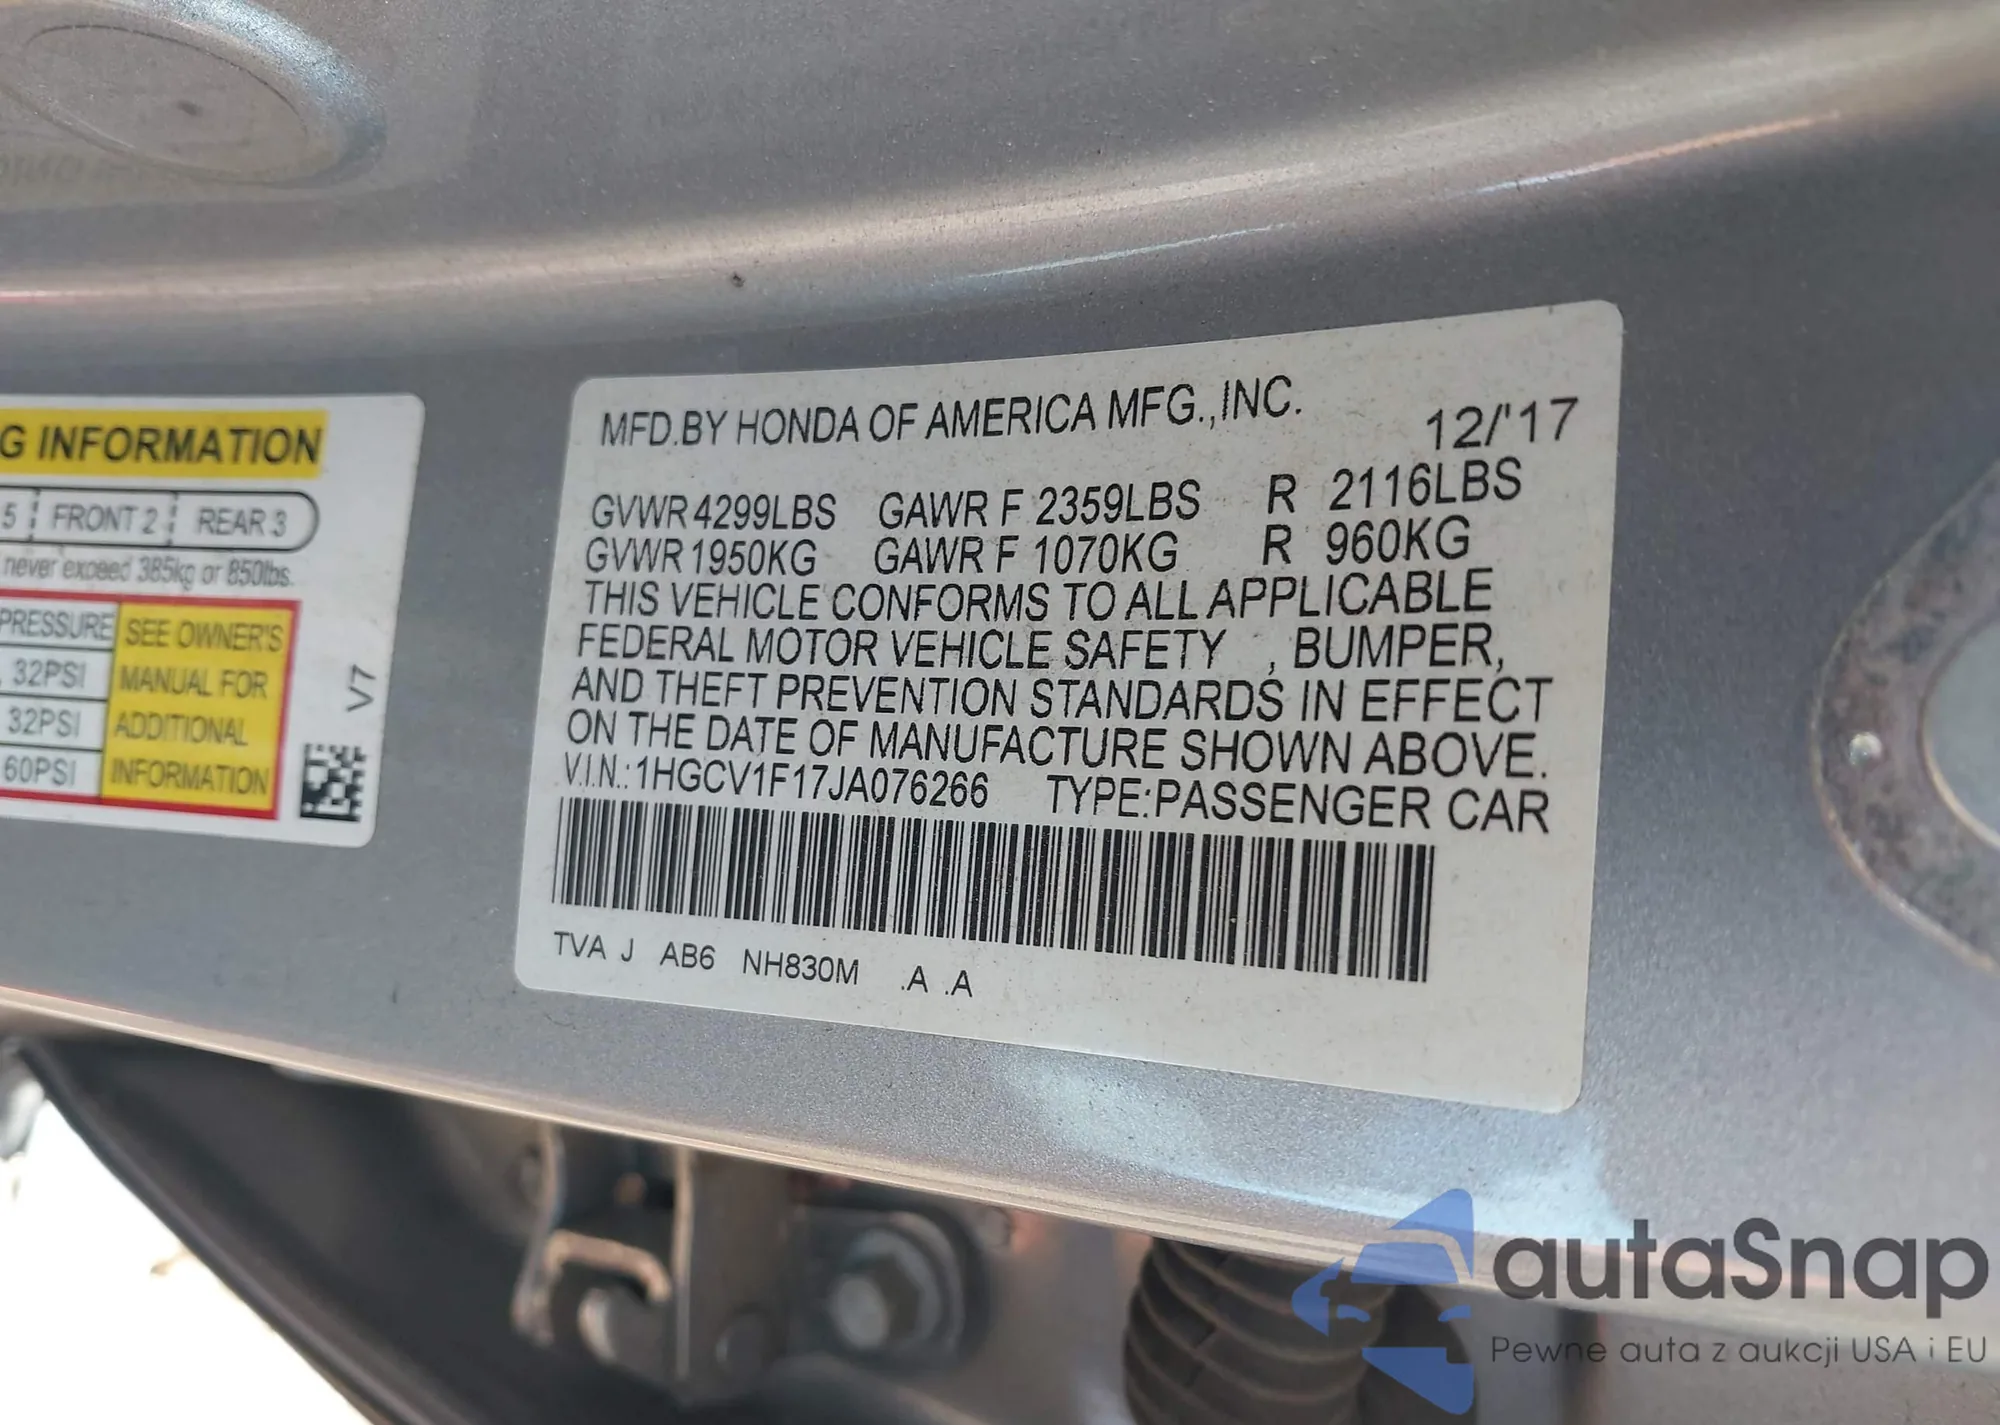 G INFORMATION
5 FRONT 2 REAR 3
never exceed 385kg or 850lbs.
PRESSURE
32PSI
32PSI
60PSI
SEE OWNER'S
MANUAL FOR
ADDITIONAL
INFORMATION
V7
MFD.BY HONDA OF AMERICA MFG.,INC. 12/'17
GVWR 4299LBS GAWR F 2359LBS R 2116LBS
GVWR 1950KG GAWR F 1070KG R 960KG
THIS VEHICLE CONFORMS TO ALL APPLICABLE
FEDERAL MOTOR VEHICLE SAFETY , BUMPER,
AND THEFT PREVENTION STANDARDS IN EFFECT
ON THE DATE OF MANUFACTURE SHOWN ABOVE.
V.I.N.: 1HGCV1F17JA076266 TYPE:PASSENGER CAR
TVA J AB6 NH830M .A .A
autaSnap
Pewne auta z aukcji USA i EU